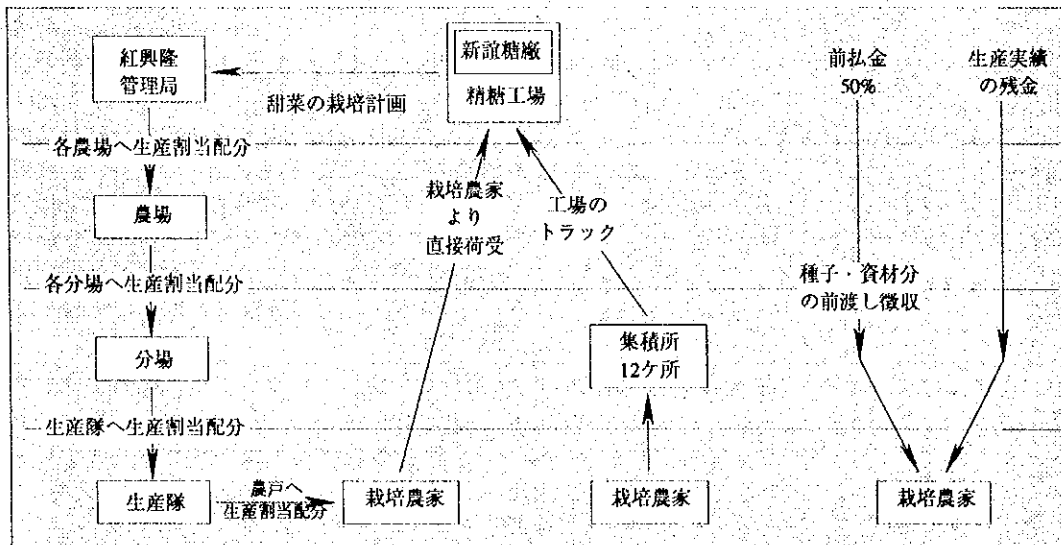 紅興隆
管理局
新誼糖廠
精糖工場
甜菜の栽培計画
前払金
50%
生産実績
の残金
各農場へ生産割当配分
農場
栽培農家
より
直接荷受
工場の
トラック
各分場へ生産割当配分
種子・資材分
の前渡し徴収
分場
集積所
12ケ所
生産隊へ生産割当配分
生産隊
農戸へ
生産割当配分
栽培農家
栽培農家
栽培農家